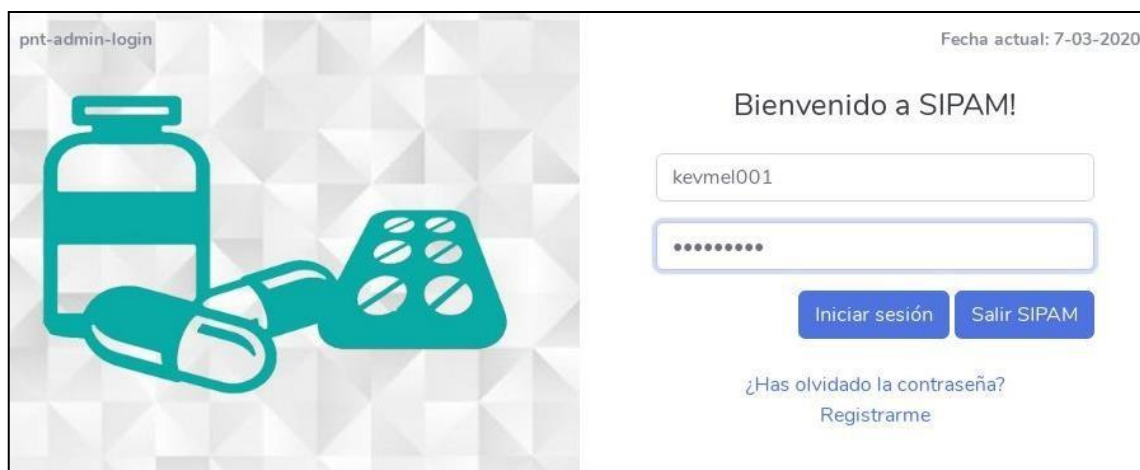 pnt-admin-login
Fecha actual: 7-03-2020
Bienvenido a SIPAM!
kevmel001
•••••••••
Iniciar sesión
Salir SIPAM
¿Has olvidado la contraseña?
Registrarme